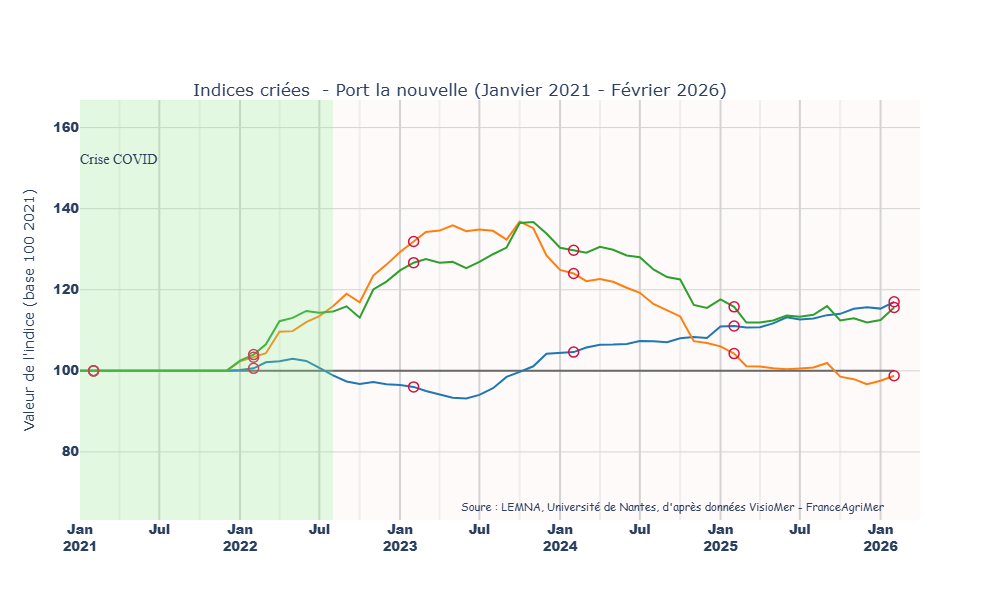 Indices criées  - Port la nouvelle (Janvier 2021 - Février 2026)
Valeur de l'indice (base 100 2021)
160
Crise COVID
140
120
100
80
Soure : LEMNA, Université de Nantes, d'après données VisioMer - FranceAgriMer
Jan Jul Jan Jul Jan Jul Jan Jul Jan Jul Jan
2021 2022 2023 2024 2025 2026